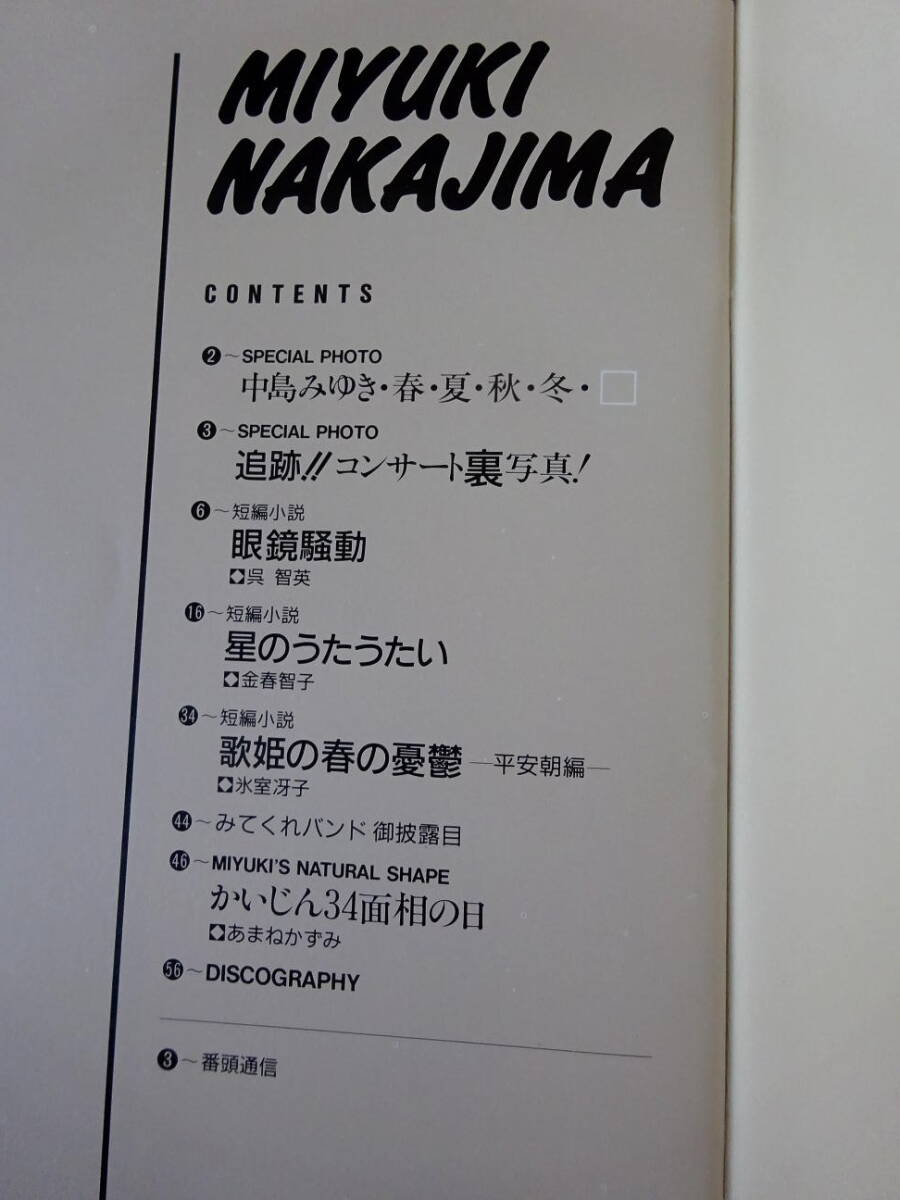 MIYUKI
NAKAJIMA
CONTENTS
❷〜SPECIAL PHOTO
中島みゆき・春・夏・秋・冬・□
❸〜SPECIAL PHOTO
追跡!!コンサート裏写真!
❻〜短編小説
眼鏡騒動
◆呉 智英
⓰〜短編小説
星のうたうたい
◆金春智子
㉞〜短編小説
歌姫の春の憂鬱 —平安朝編—
◆氷室冴子
㊹〜みてくれバンド 御披露目
㊻〜MIYUKI'S NATURAL SHAPE
かいじん34面相の日
◆あまねかずみ
56〜DISCOGRAPHY
❸〜番頭通信